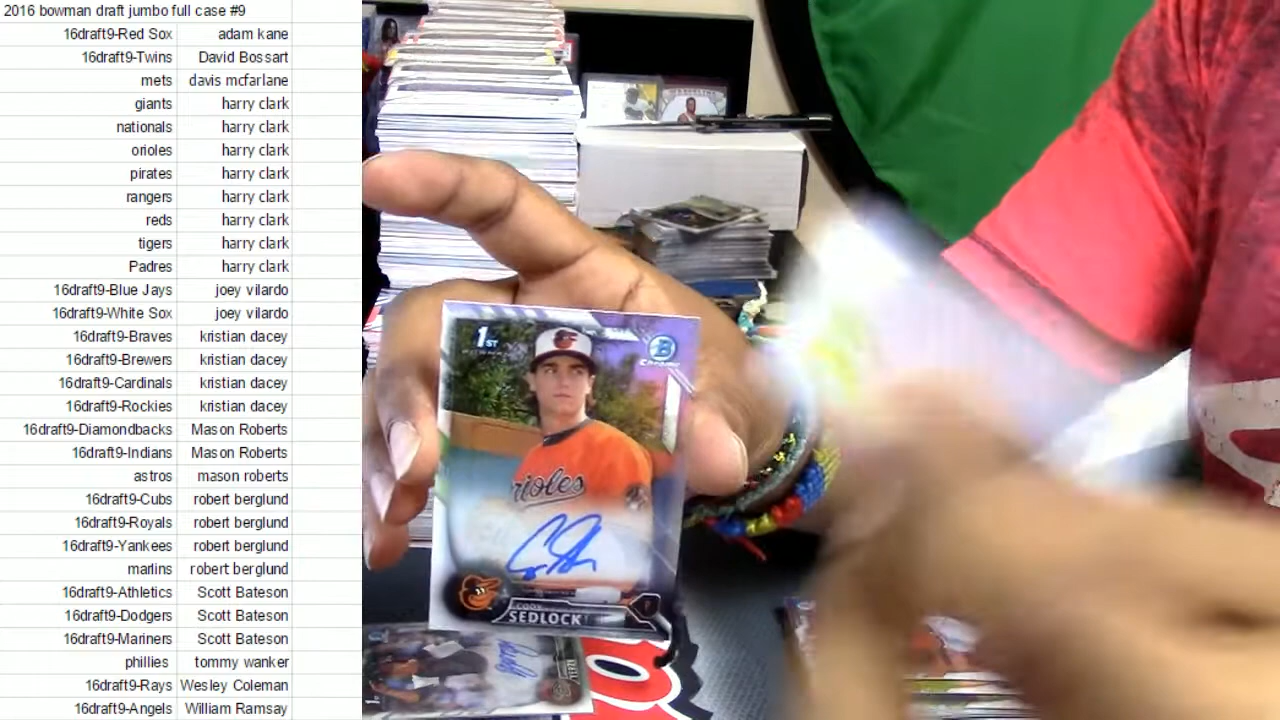 2016 bowman draft jumbo full case #9
16draft9-Red Sox adam kane
16draft9-Twins David Bossart
mets davis mcfarlane
giants harry clark
nationals harry clark
orioles harry clark
pirates harry clark
rangers harry clark
reds harry clark
tigers harry clark
Padres harry clark
16draft9-Blue Jays joey vilardo
16draft9-White Sox joey vilardo
16draft9-Braves kristian dacey
16draft9-Brewers kristian dacey
16draft9-Cardinals kristian dacey
16draft9-Rockies kristian dacey
16draft9-Diamondbacks Mason Roberts
16draft9-Indians Mason Roberts
astros mason roberts
16draft9-Cubs robert berglund
16draft9-Royals robert berglund
16draft9-Yankees robert berglund
marlins robert berglund
16draft9-Athletics Scott Bateson
16draft9-Dodgers Scott Bateson
16draft9-Mariners Scott Bateson
phillies tommy wanker
16draft9-Rays Wesley Coleman
16draft9-Angels William Ramsay
1ST
B
Chrome
rioles
CODY
SEDLOCK